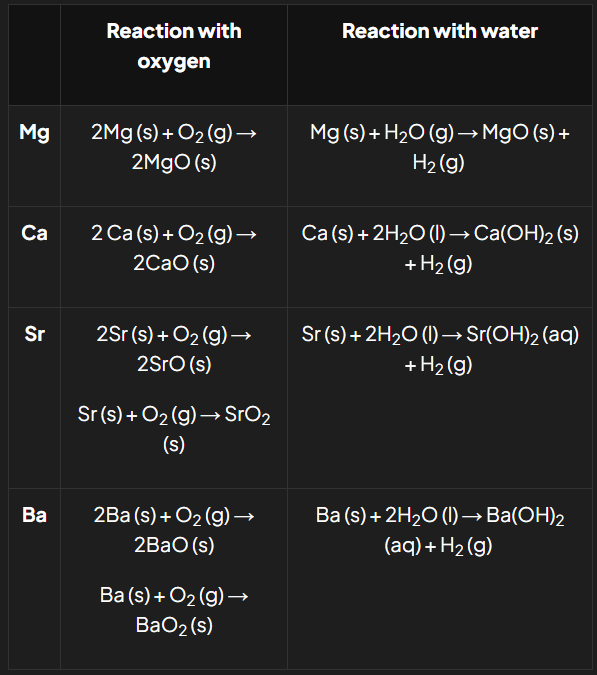 Reaction with
oxygen
Reaction with water
Mg
2Mg (s) + O₂ (g) →
2MgO (s)
Mg (s) + H₂O (g) → MgO (s) +
H₂ (g)
Ca
2 Ca (s) + O₂ (g) →
2CaO (s)
Ca (s) + 2H₂O (l) → Ca(OH)₂ (s)
+ H₂ (g)
Sr
2Sr (s) + O₂ (g) →
2SrO (s)
Sr (s) + O₂ (g) → SrO₂
(s)
Sr (s) + 2H₂O (l) → Sr(OH)₂ (aq)
+ H₂ (g)
Ba
2Ba (s) + O₂ (g) →
2BaO (s)
Ba (s) + O₂ (g) →
BaO₂ (s)
Ba (s) + 2H₂O (l) → Ba(OH)₂
(aq) + H₂ (g)